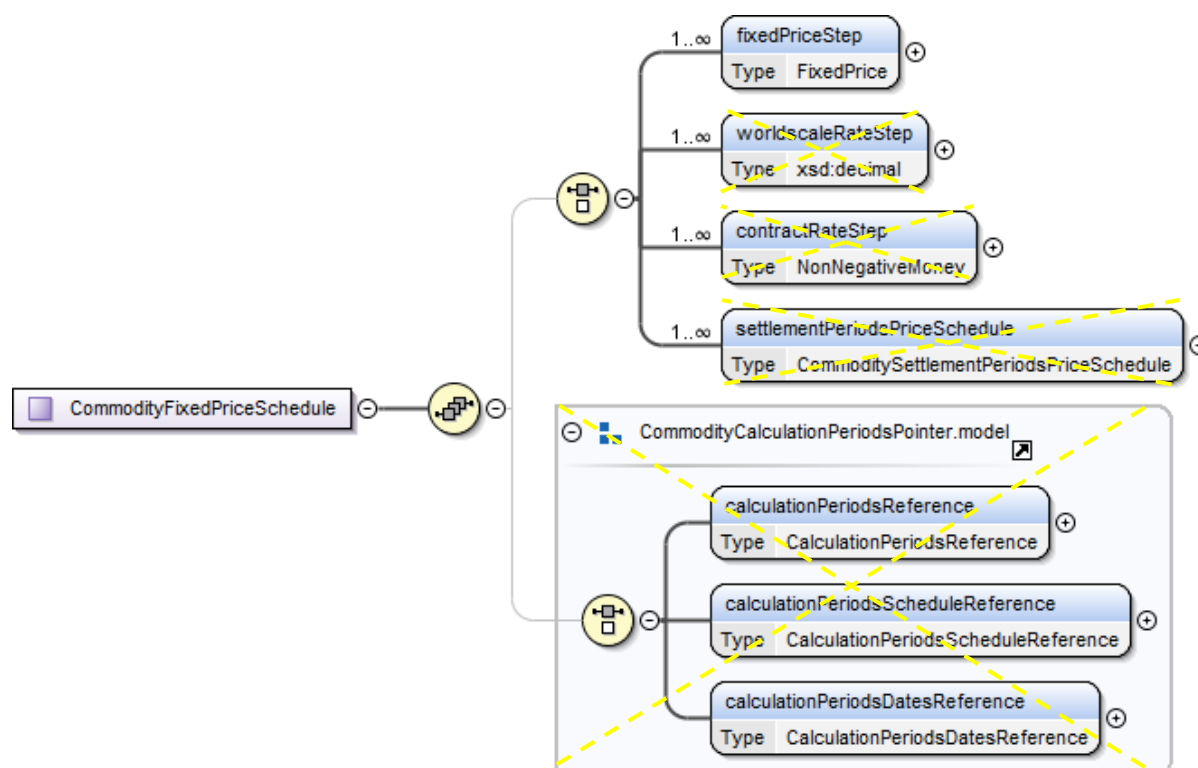 1..∞
fixedPriceStep
Type FixedPrice
1..∞
worldscaleRateStep
Type xsd:decimal
1..∞
contractRateStep
Type NonNegativeMoney
1..∞
settlementPeriodsPriceSchedule
Type CommoditySettlementPeriodsPriceSchedule
CommodityFixedPriceSchedule
CommodityCalculationPeriodsPointer.model
calculationPeriodsReference
Type CalculationPeriodsReference
calculationPeriodsScheduleReference
Type CalculationPeriodsScheduleReference
calculationPeriodsDatesReference
Type CalculationPeriodsDatesReference